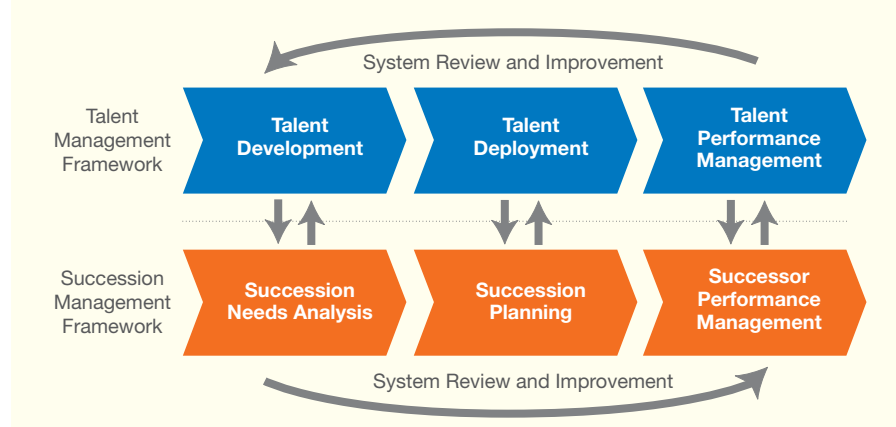 System Review and Improvement
Talent
Management
Framework
Talent
Development
Talent
Deployment
Talent
Performance
Management
Succession
Management
Framework
Succession
Needs Analysis
Succession
Planning
Successor
Performance
Management
System Review and Improvement